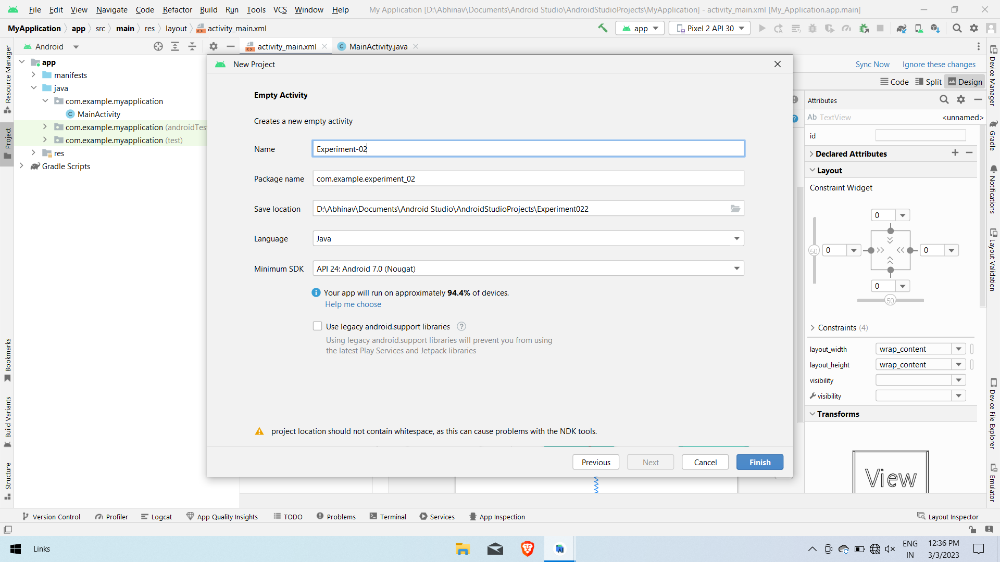 File Edit View Navigate Code Refactor Build Run Tools VCS Window Help My Application [D:\Abhinav\Documents\Android Studio\AndroidStudioProjects\MyApplication] - activity_main.xml [My_Application.app.main]
MyApplication app src main res layout activity_main.xml app Pixel 2 API 30
Android activity_main.xml MainActivity.java
app
manifests
java
com.example.myapplication
MainActivity
com.example.myapplication (androidTest
com.example.myapplication (test)
res
Gradle Scripts
Resource Manager
Project
Bookmarks
Build Variants
Structure
New Project
Empty Activity
Creates a new empty activity
Name Experiment-02
Package name com.example.experiment_02
Save location D:\Abhinav\Documents\Android Studio\AndroidStudioProjects\Experiment022
Language Java
Minimum SDK API 24: Android 7.0 (Nougat)
Your app will run on approximately 94.4% of devices.
Help me choose
Use legacy android.support libraries ?
Using legacy android.support libraries will prevent you from using
the latest Play Services and Jetpack libraries
project location should not contain whitespace, as this can cause problems with the NDK tools.
Previous Next Cancel Finish
Sync Now Ignore these changes
Code Split Design
Attributes
Ab TextView <unnamed>
id
Declared Attributes
Layout
Constraint Widget
0
50 0 0
0
50
Constraints (4)
layout_width wrap_content
layout_height wrap_content
visibility
visibility
Transforms
View
Device Manager
Gradle
Notifications
Layout Validation
Device File Explorer
Emulator
Version Control Profiler Logcat App Quality Insights TODO Problems Terminal Services App Inspection Layout Inspector
Links ENG 12:36 PM
IN 3/3/2023